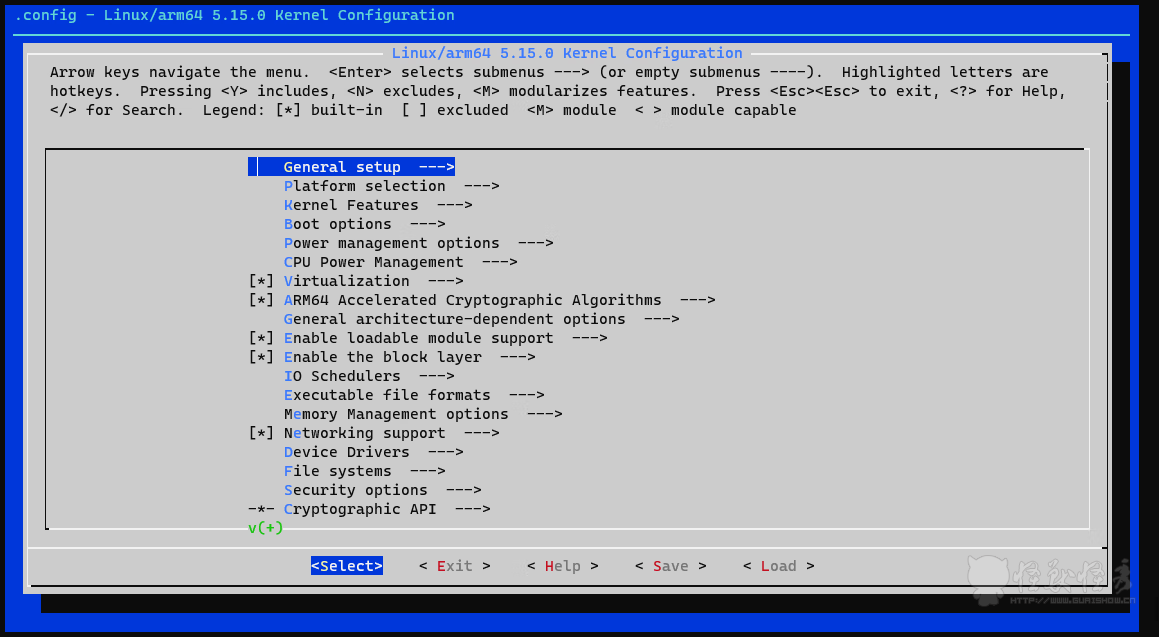 .config - Linux/arm64 5.15.0 Kernel Configuration
Linux/arm64 5.15.0 Kernel Configuration
Arrow keys navigate the menu.  <Enter> selects submenus ---> (or empty submenus ----).  Highlighted letters are
hotkeys.  Pressing <Y> includes, <N> excludes, <M> modularizes features.  Press <Esc><Esc> to exit, <?> for Help,
</> for Search.  Legend: [*] built-in  [ ] excluded  <M> module  < > module capable
General setup  --->
Platform selection  --->
Kernel Features  --->
Boot options  --->
Power management options  --->
CPU Power Management  --->
[*] Virtualization  --->
[*] ARM64 Accelerated Cryptographic Algorithms  --->
General architecture-dependent options  --->
[*] Enable loadable module support  --->
[*] Enable the block layer  --->
IO Schedulers  --->
Executable file formats  --->
Memory Management options  --->
[*] Networking support  --->
Device Drivers  --->
File systems  --->
Security options  --->
-*- Cryptographic API  --->
v(+)
<Select>    < Exit >    < Help >    < Save >    < Load >
HTTP://WWW.GUAISHOW.CN